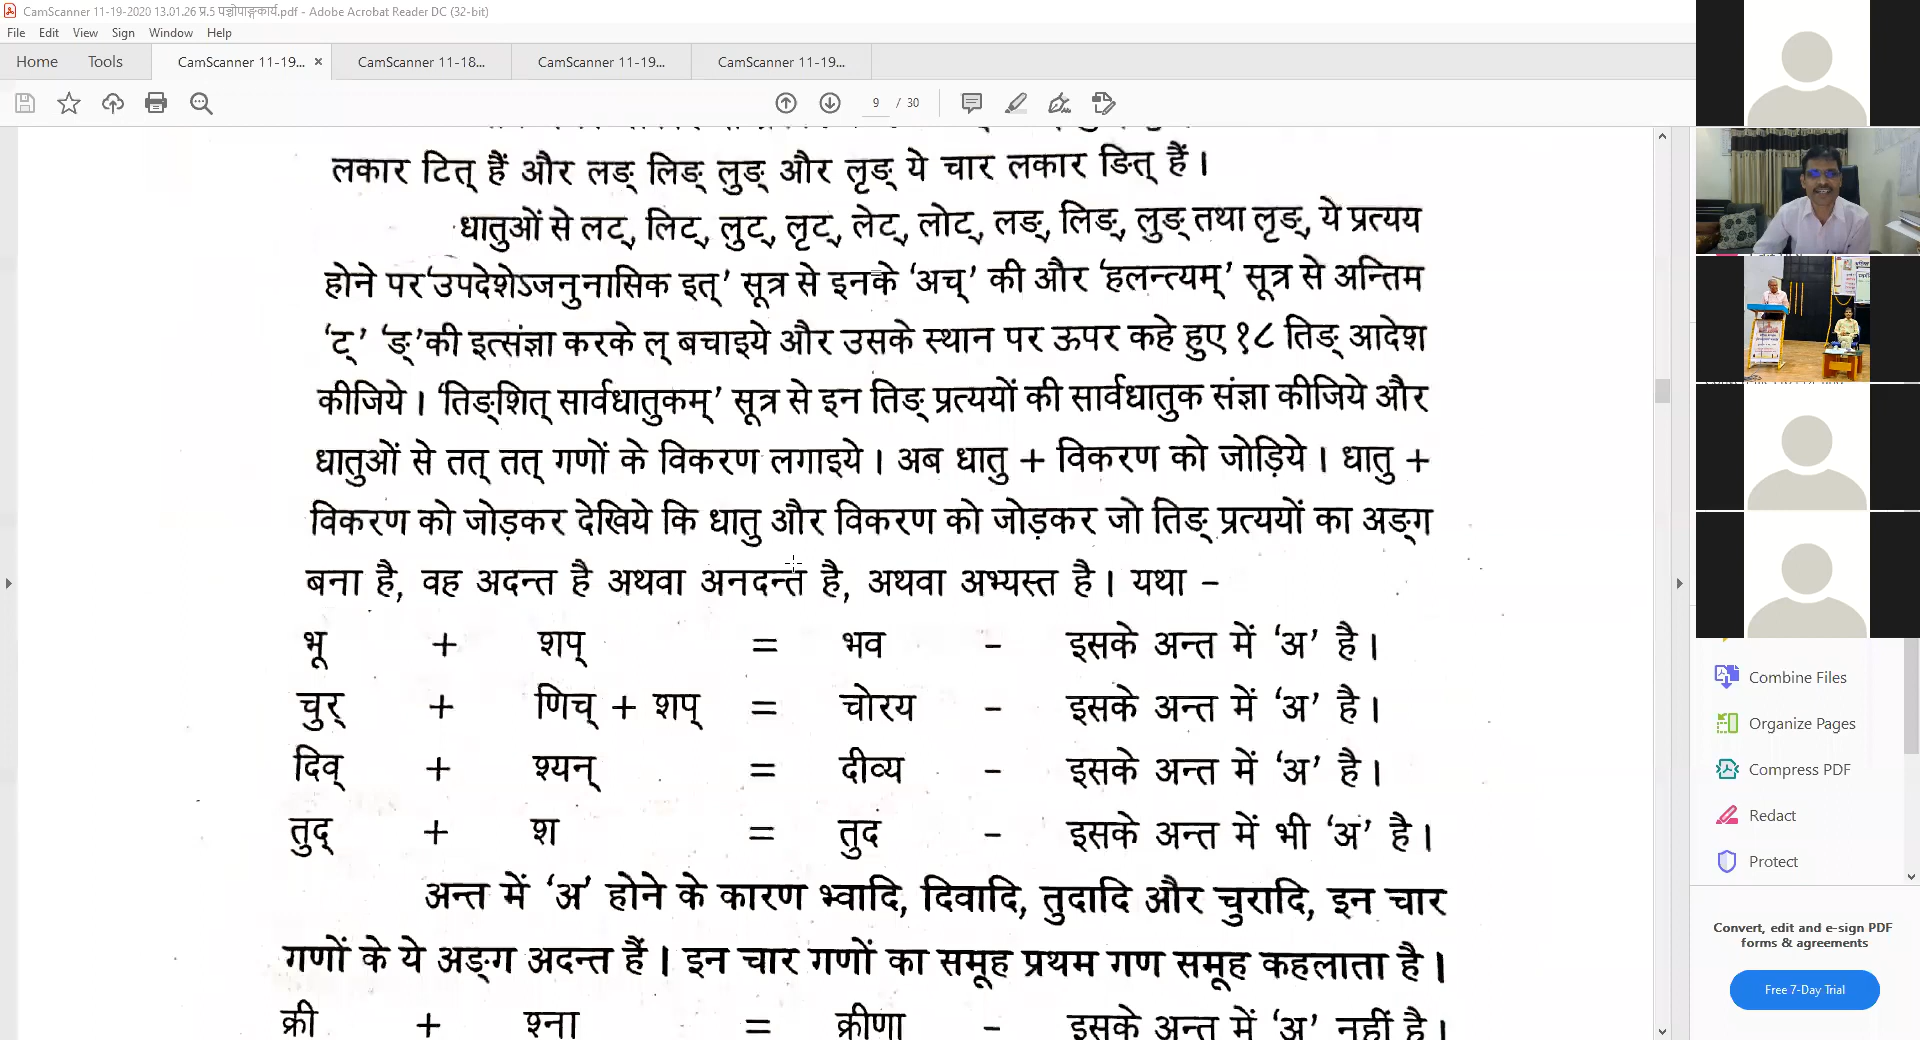 CamScanner 11-19-2020 13.01.26 प्र.5 पञ्चोपाङ्गकार्य.pdf - Adobe Acrobat Reader DC (32-bit)
File Edit View Sign Window Help
Home Tools CamScanner 11-19... × CamScanner 11-18... CamScanner 11-19... CamScanner 11-19...
9 / 30
लकार टित् हैं और लङ् लिङ् लुङ् और लृङ् ये चार लकार ङित् हैं।
धातुओं से लट्, लिट्, लुट्, लृट्, लेट्, लोट्, लङ्, लिङ्, लुङ् तथा लृङ्, ये प्रत्यय
होने पर ‘उपदेशेऽजनुनासिक इत्’ सूत्र से इनके ‘अच्’ की और ‘हलन्त्यम्’ सूत्र से अन्तिम
‘ट्’ ‘ङ्’ की इत्संज्ञा करके ल् बचाइये और उसके स्थान पर ऊपर कहे हुए १८ तिङ् आदेश
कीजिये। ‘तिङ्शित् सार्वधातुकम्’ सूत्र से इन तिङ् प्रत्ययों की सार्वधातुक संज्ञा कीजिये और
धातुओं से तत् तत् गणों के विकरण लगाइये। अब धातु + विकरण को जोड़िये। धातु +
विकरण को जोड़कर देखिये कि धातु और विकरण को जोड़कर जो तिङ् प्रत्ययों का अङ्ग
बना है, वह अदन्त है अथवा अनदन्त है, अथवा अभ्यस्त है। यथा -
भू + शप् = भव - इसके अन्त में ‘अ’ है।
चुर् + णिच् + शप् = चोरय - इसके अन्त में ‘अ’ है।
दिव् + श्यन् = दीव्य - इसके अन्त में ‘अ’ है।
तुद् + श = तुद - इसके अन्त में भी ‘अ’ है।
अन्त में ‘अ’ होने के कारण भ्वादि, दिवादि, तुदादि और चुरादि, इन चार
गणों के ये अङ्ग अदन्त हैं। इन चार गणों का समूह प्रथम गण समूह कहलाता है।
क्री + श्ना = क्रीणा - इसके अन्त में ‘अ’ नहीं है।
Combine Files
Organize Pages
Compress PDF
Redact
Protect
Convert, edit and e-sign PDF
forms & agreements
Free 7-Day Trial